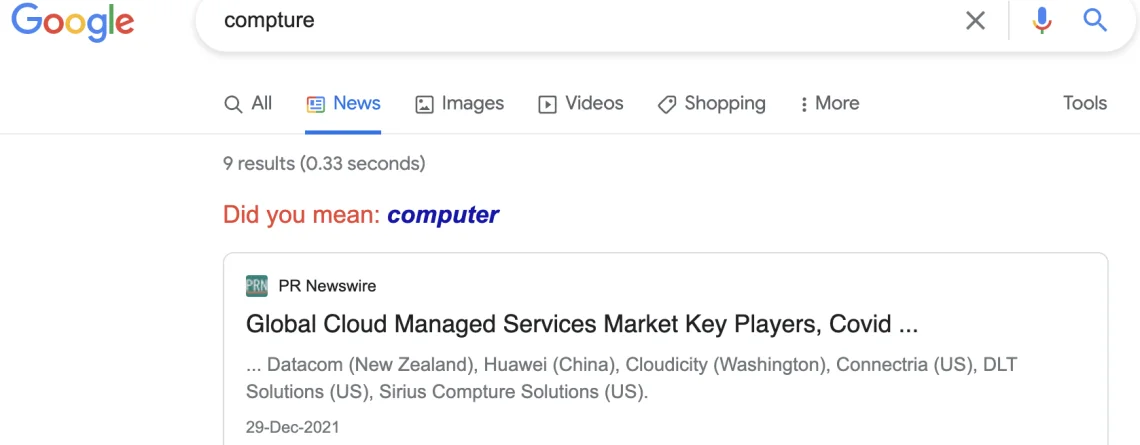 Google
compture
All News Images Videos Shopping More Tools
9 results (0.33 seconds)
Did you mean: computer
PRN PR Newswire
Global Cloud Managed Services Market Key Players, Covid ...
... Datacom (New Zealand), Huawei (China), Cloudicity (Washington), Connectria (US), DLT
Solutions (US), Sirius Compture Solutions (US).
29-Dec-2021